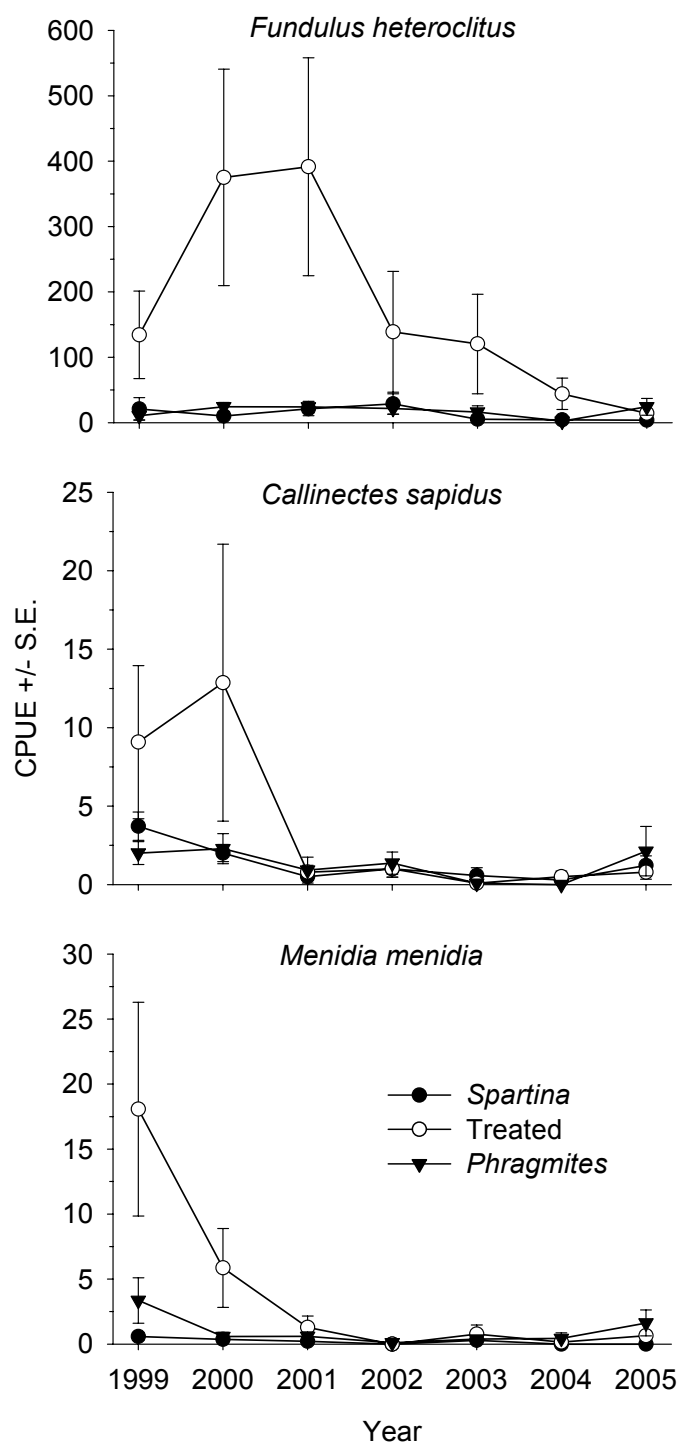 Fundulus heteroclitus
600
500
400
300
200
100
0
Callinectes sapidus
25
20
15
10
5
0
CPUE +/- S.E.
Menidia menidia
30
25
20
15
10
5
0
Spartina
Treated
Phragmites
1999 2000 2001 2002 2003 2004 2005
Year